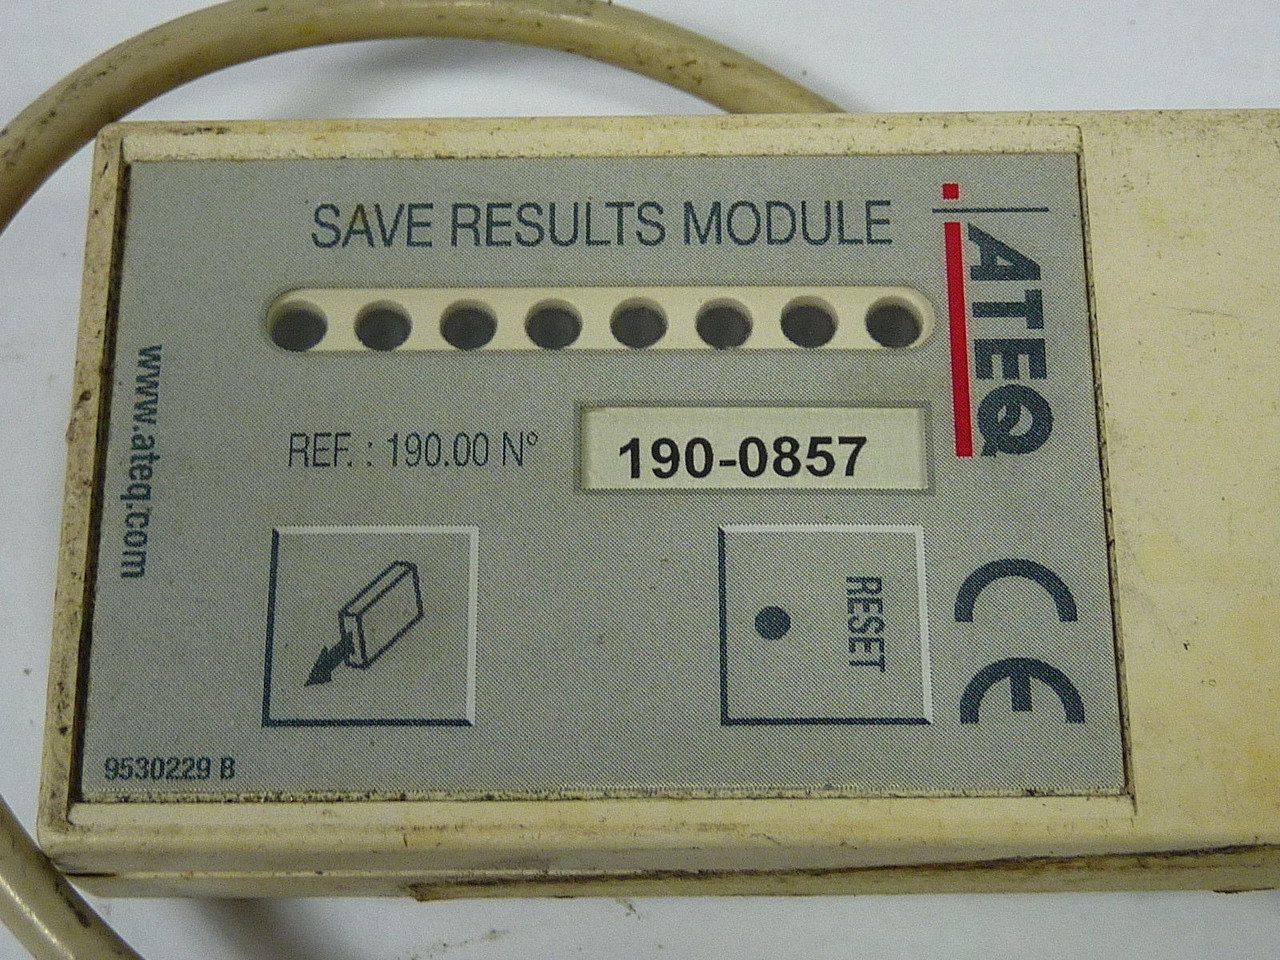 SAVE RESULTS MODULE
ATEQ
www.ateq.com
REF. : 190.00 N° 190-0857
RESET
CE
9530229 B